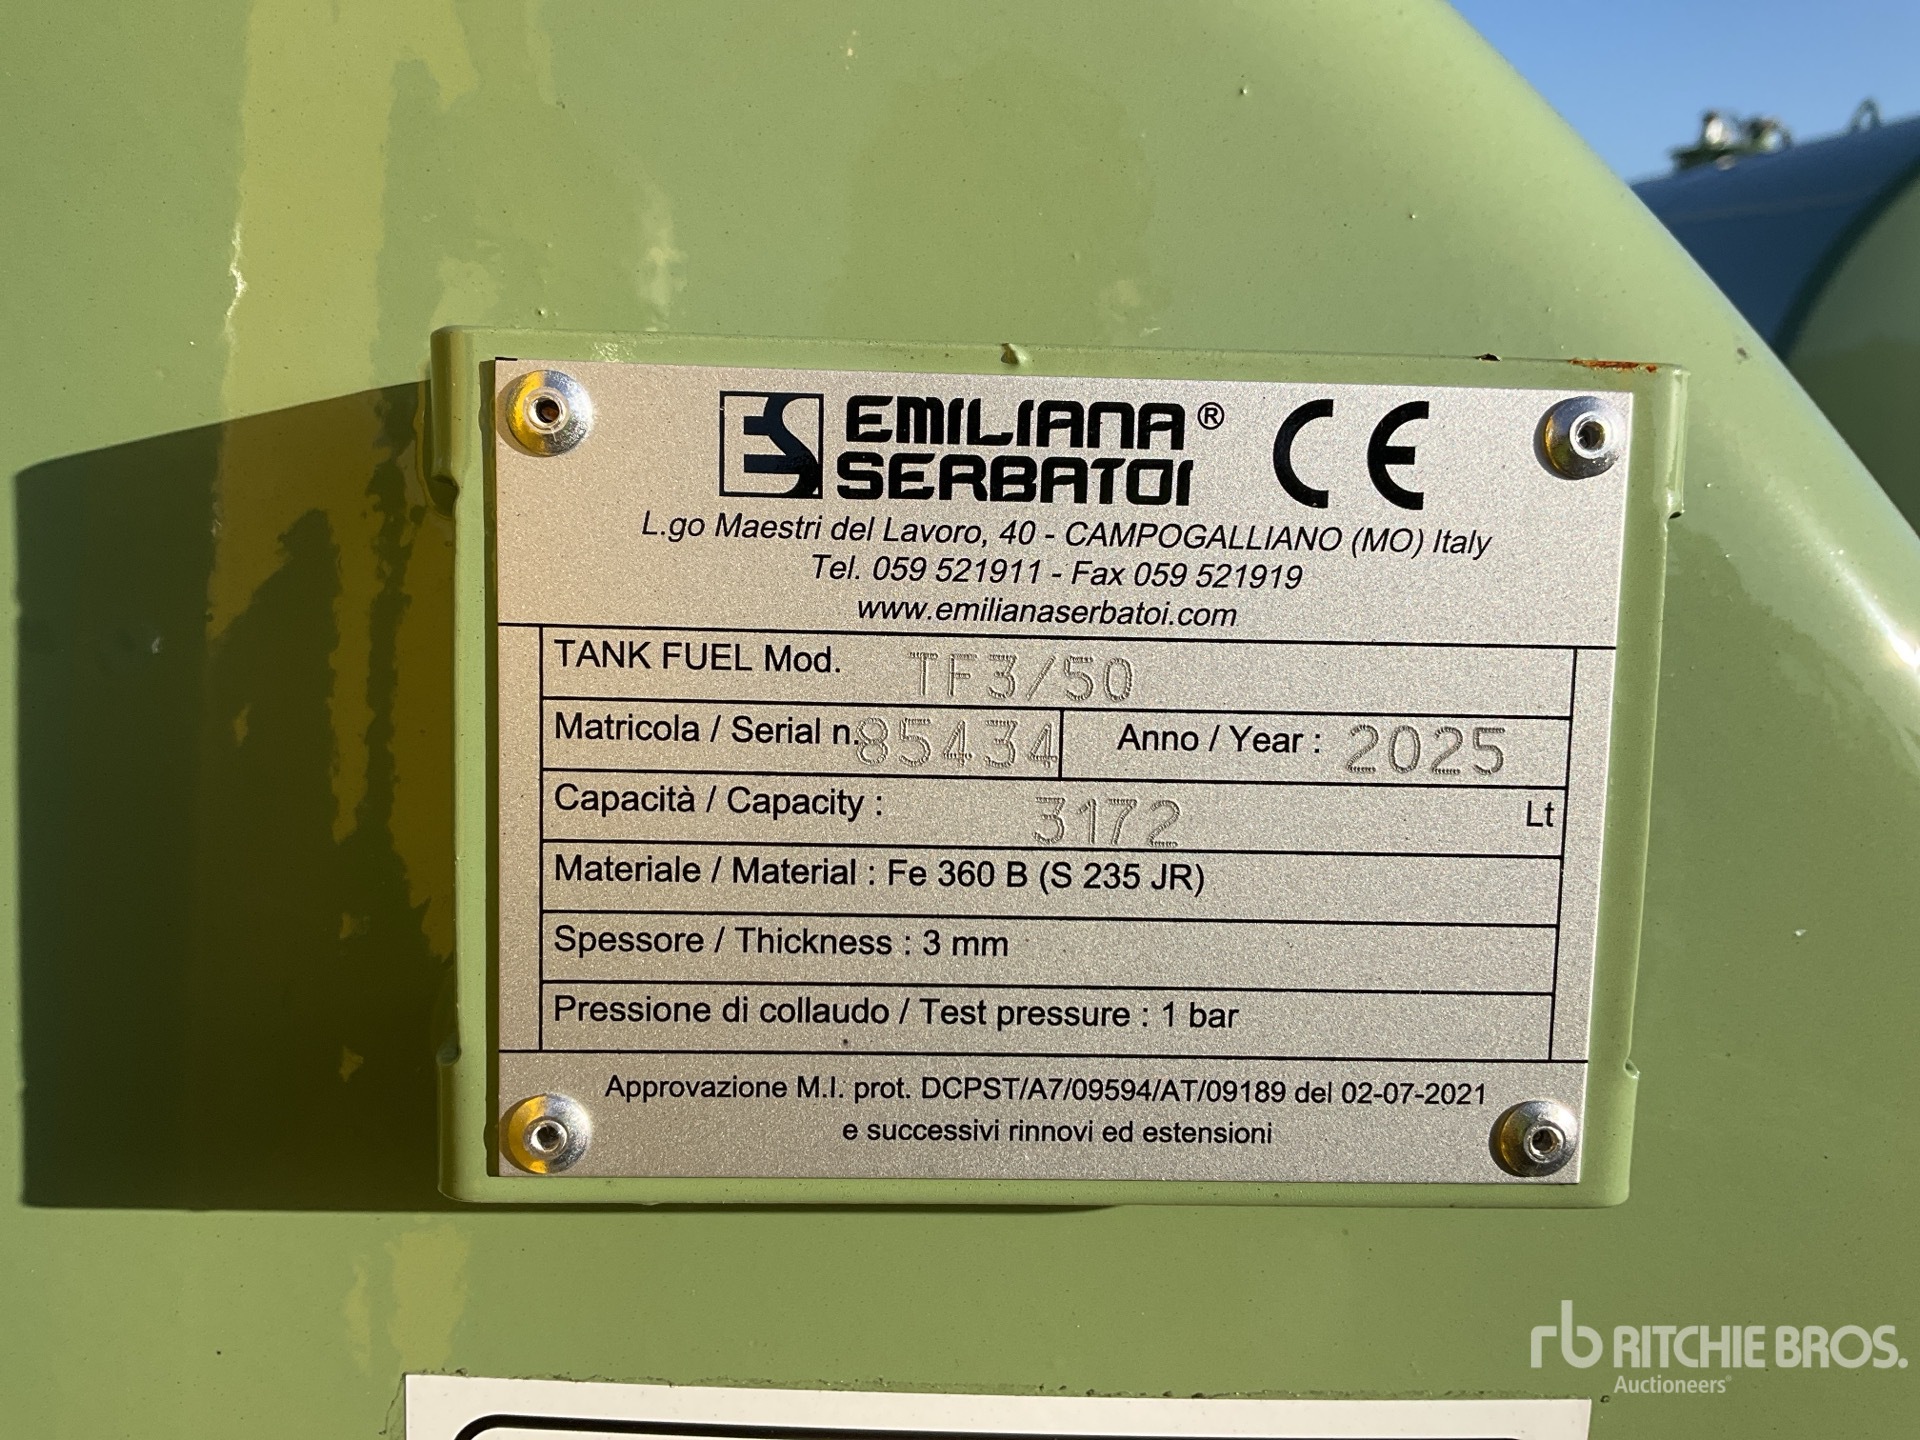 ES EMILIANA® CE
SERBATOI
L.go Maestri del Lavoro, 40 - CAMPOGALLIANO (MO) Italy
Tel. 059 521911 - Fax 059 521919
www.emilianaserbatoi.com
TANK FUEL Mod. TF3/50
Matricola / Serial n. 85434 Anno / Year : 2025
Capacità / Capacity : 3172 Lt
Materiale / Material : Fe 360 B (S 235 JR)
Spessore / Thickness : 3 mm
Pressione di collaudo / Test pressure : 1 bar
Approvazione M.I. prot. DCPST/A7/09594/AT/09189 del 02-07-2021
e successivi rinnovi ed estensioni
rb RITCHIE BROS.
Auctioneers